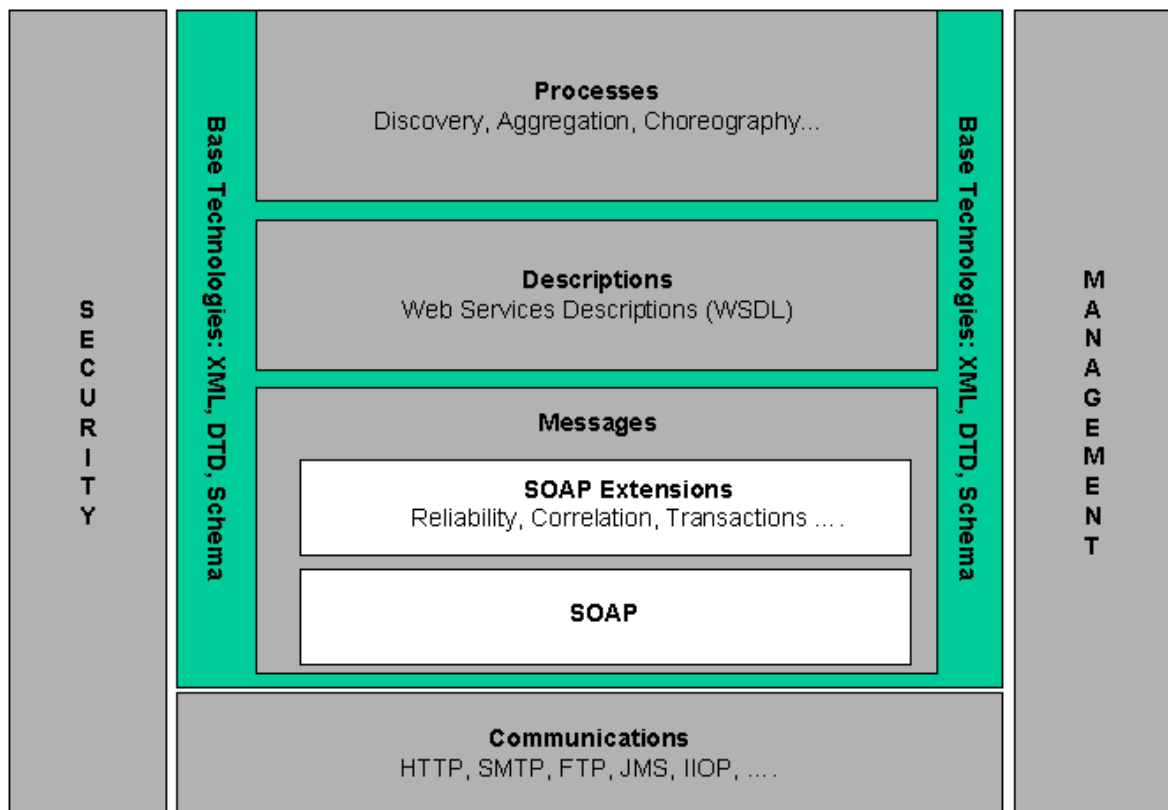 SECURITY
Base Technologies: XML, DTD, Schema
Processes
Discovery, Aggregation, Choreography...
Descriptions
Web Services Descriptions (WSDL)
Messages
SOAP Extensions
Reliability, Correlation, Transactions ....
SOAP
Base Technologies: XML, DTD, Schema
MANAGEMENT
Communications
HTTP, SMTP, FTP, JMS, IIOP, ....